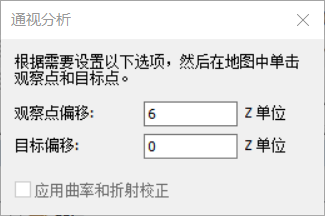 通视分析
根据需要设置以下选项，然后在地图中单击
观察点和目标点。
观察点偏移: 6 Z 单位
目标偏移: 0 Z 单位
应用曲率和折射校正